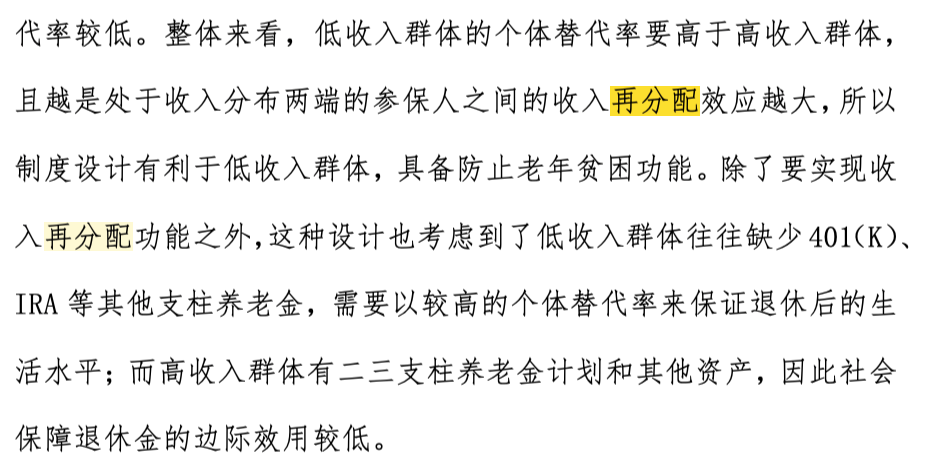 代率较低。整体来看，低收入群体的个体替代率要高于高收入群体，
且越是处于收入分布两端的参保人之间的收入再分配效应越大，所以
制度设计有利于低收入群体，具备防止老年贫困功能。除了要实现收
入再分配功能之外，这种设计也考虑到了低收入群体往往缺少401(K)、
IRA 等其他支柱养老金，需要以较高的个体替代率来保证退休后的生
活水平；而高收入群体有二三支柱养老金计划和其他资产，因此社会
保障退休金的边际效用较低。